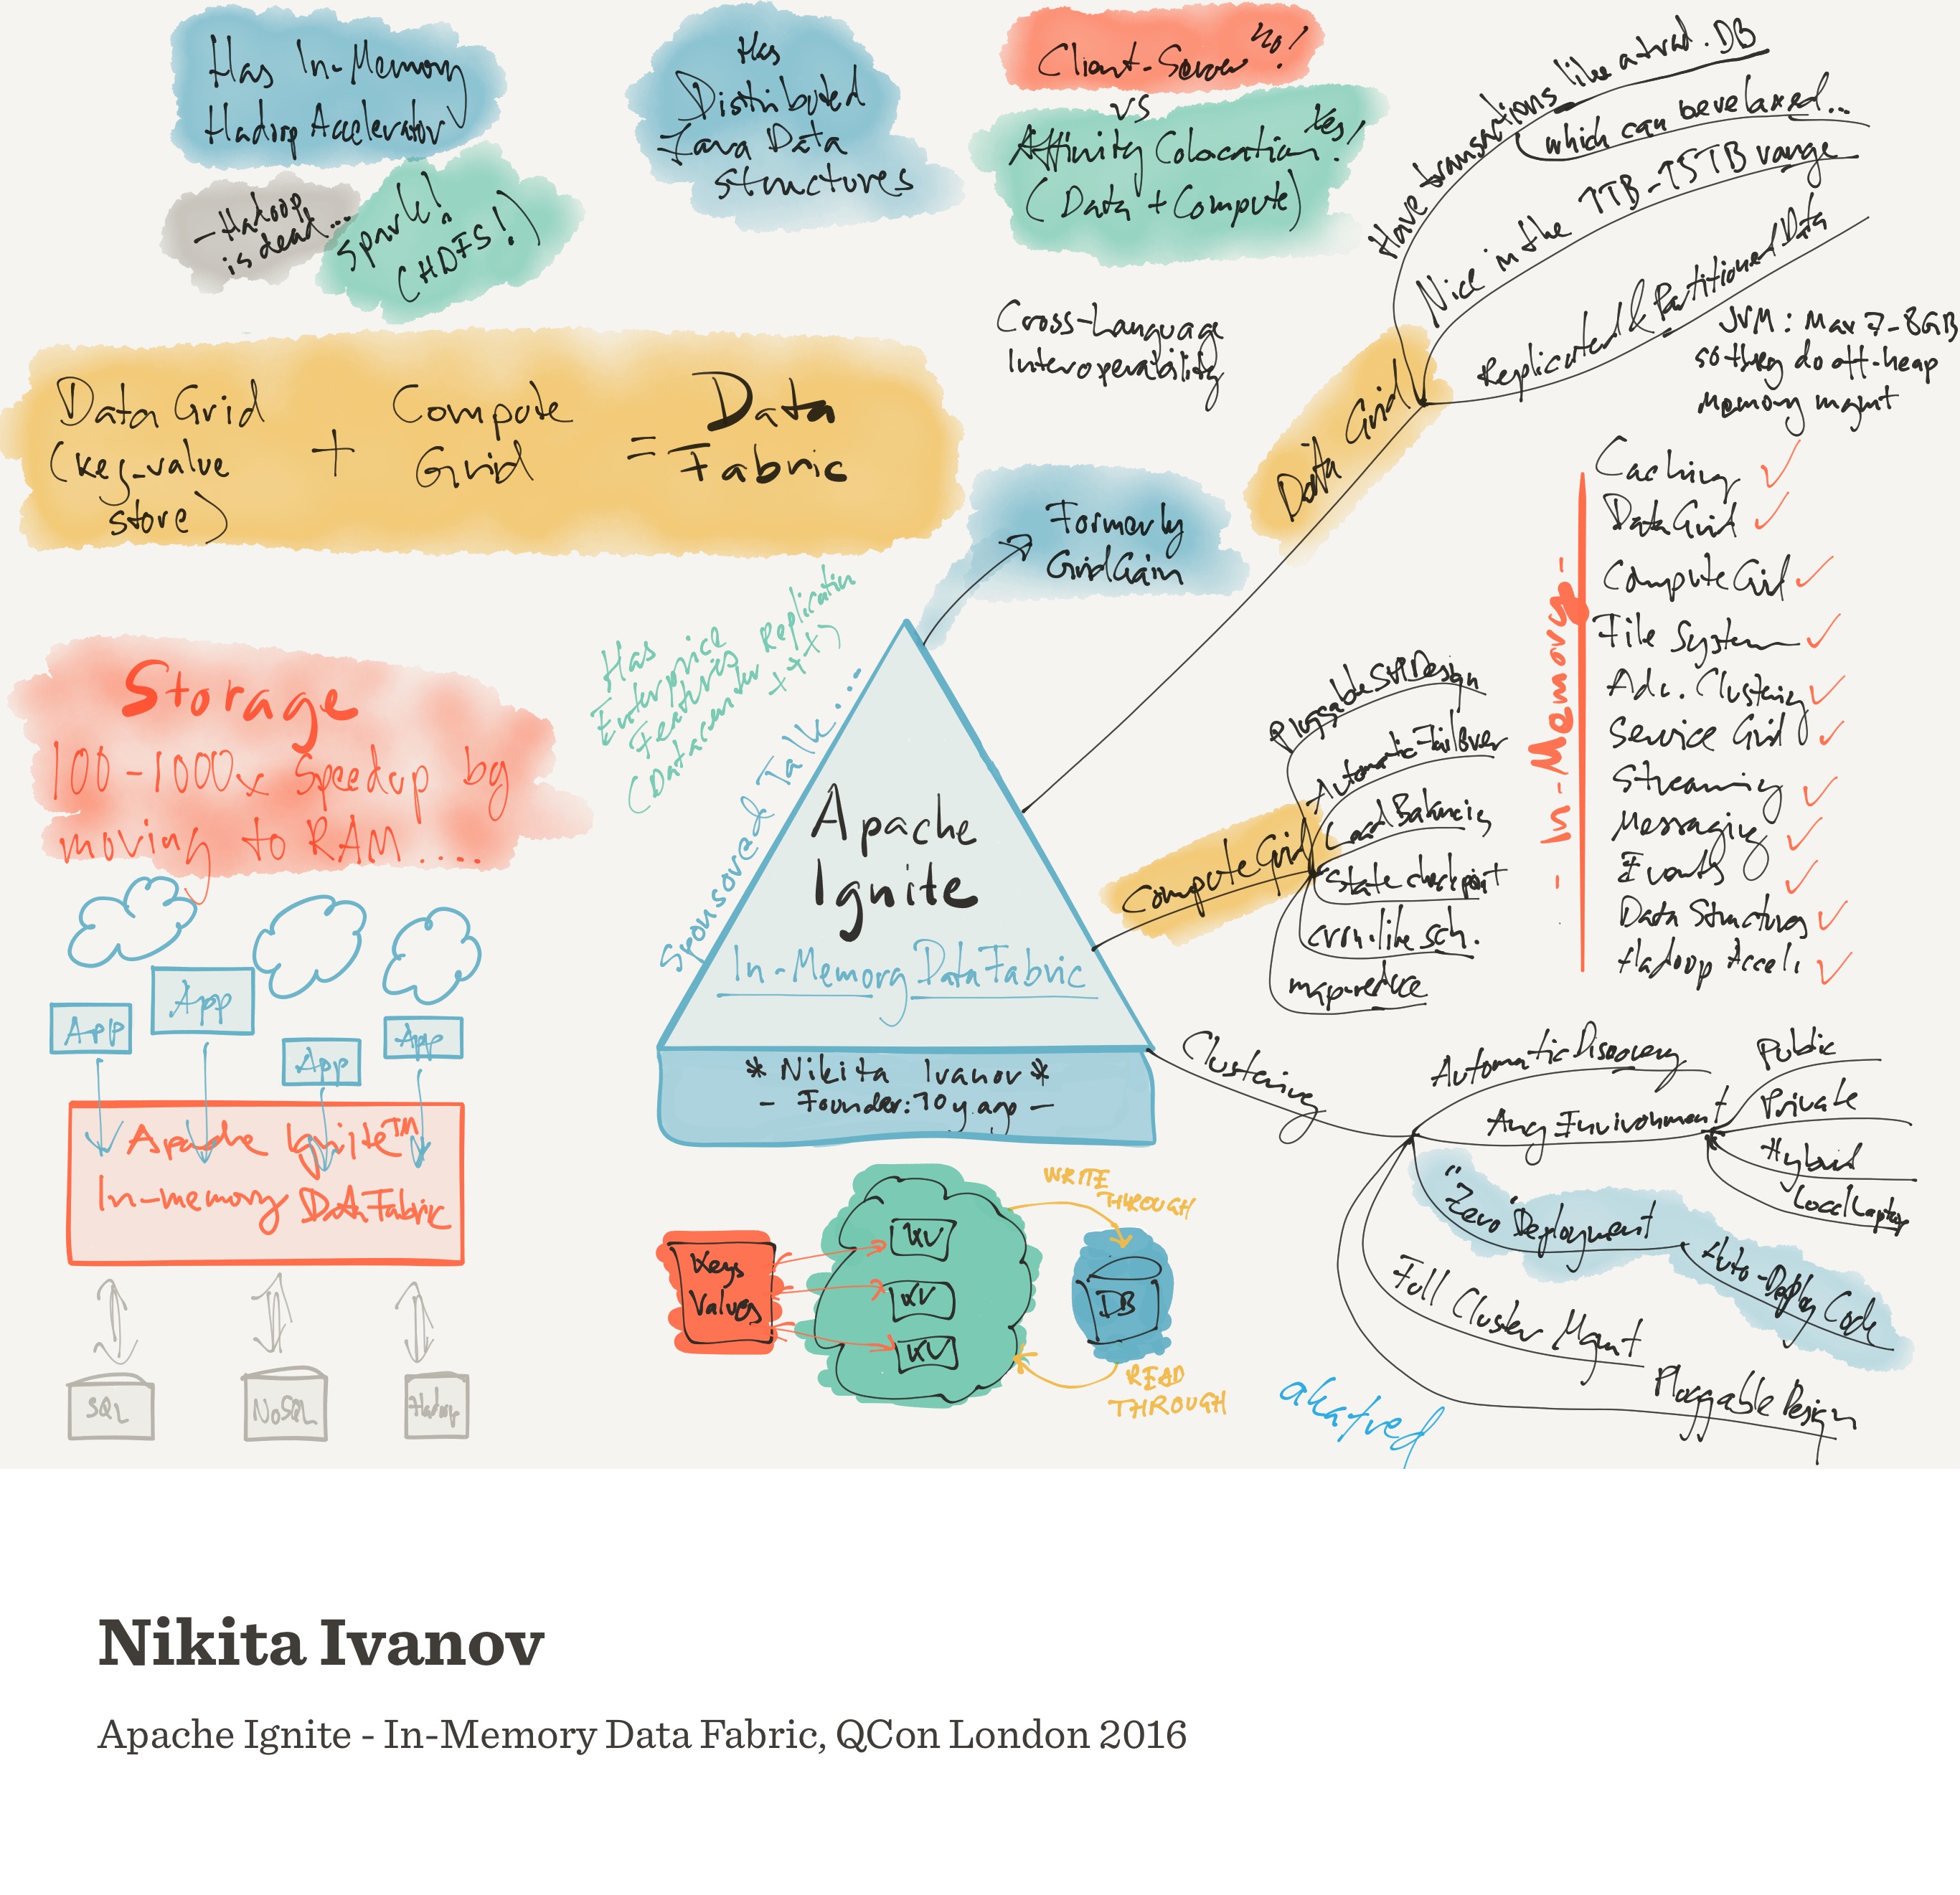 Has In-Memory
Hadoop Accelerator
- Hadoop
is dead...
Spark!
(HDFS!)
Has
Distributed
Java Data
structures
Client-Server no!
vs
Affinity Colocation. Yes!
(Data + Compute)
Cross-Language
Interoperability
Data Grid
(key-value
store)
+
Compute
Grid
=
Data
Fabric
Formerly
GridGain
Data Grid
Have transactions like a trad. DB
which can be relaxed...
Nice in the 1TB-15TB range
Replicated & Partitioned Data
JVM: Max 7-8GB
so they do off-heap
memory mgmt
- In-Memory -
Caching
Data Grid
Compute Grid
File System
Adv. Clustering
Service Grid
Streaming
Messaging
Events
Data Structures
Hadoop Accel.
Storage
100-1000x Speedup by
moving to RAM....
App
App
App
App
Apache Ignite™
In-memory DataFabric
SQL
NoSQL
Hadoop
Has
Enterprice
Features
(Datacenter Replication
+++)
Sponsored Talk...
Apache
Ignite
In-Memory DataFabric
* Nikita Ivanov *
- Founder: 10 y ago -
Compute Grid
Pluggable SPI Design
Automatic Failover
Load Balancing
State checkpoint
cron-like sch.
map-reduce
Clustering
Automatic Discovery
Any Environment
Public
Private
Hybrid
Local Laptop
"Zero" Deployment
Auto-Deploy Code
Full Cluster Mgmt
Pluggable Design
Keys
Values
KV
KV
KV
WRITE
THROUGH
DB
READ
THROUGH
Nikita Ivanov
Apache Ignite - In-Memory Data Fabric, QCon London 2016